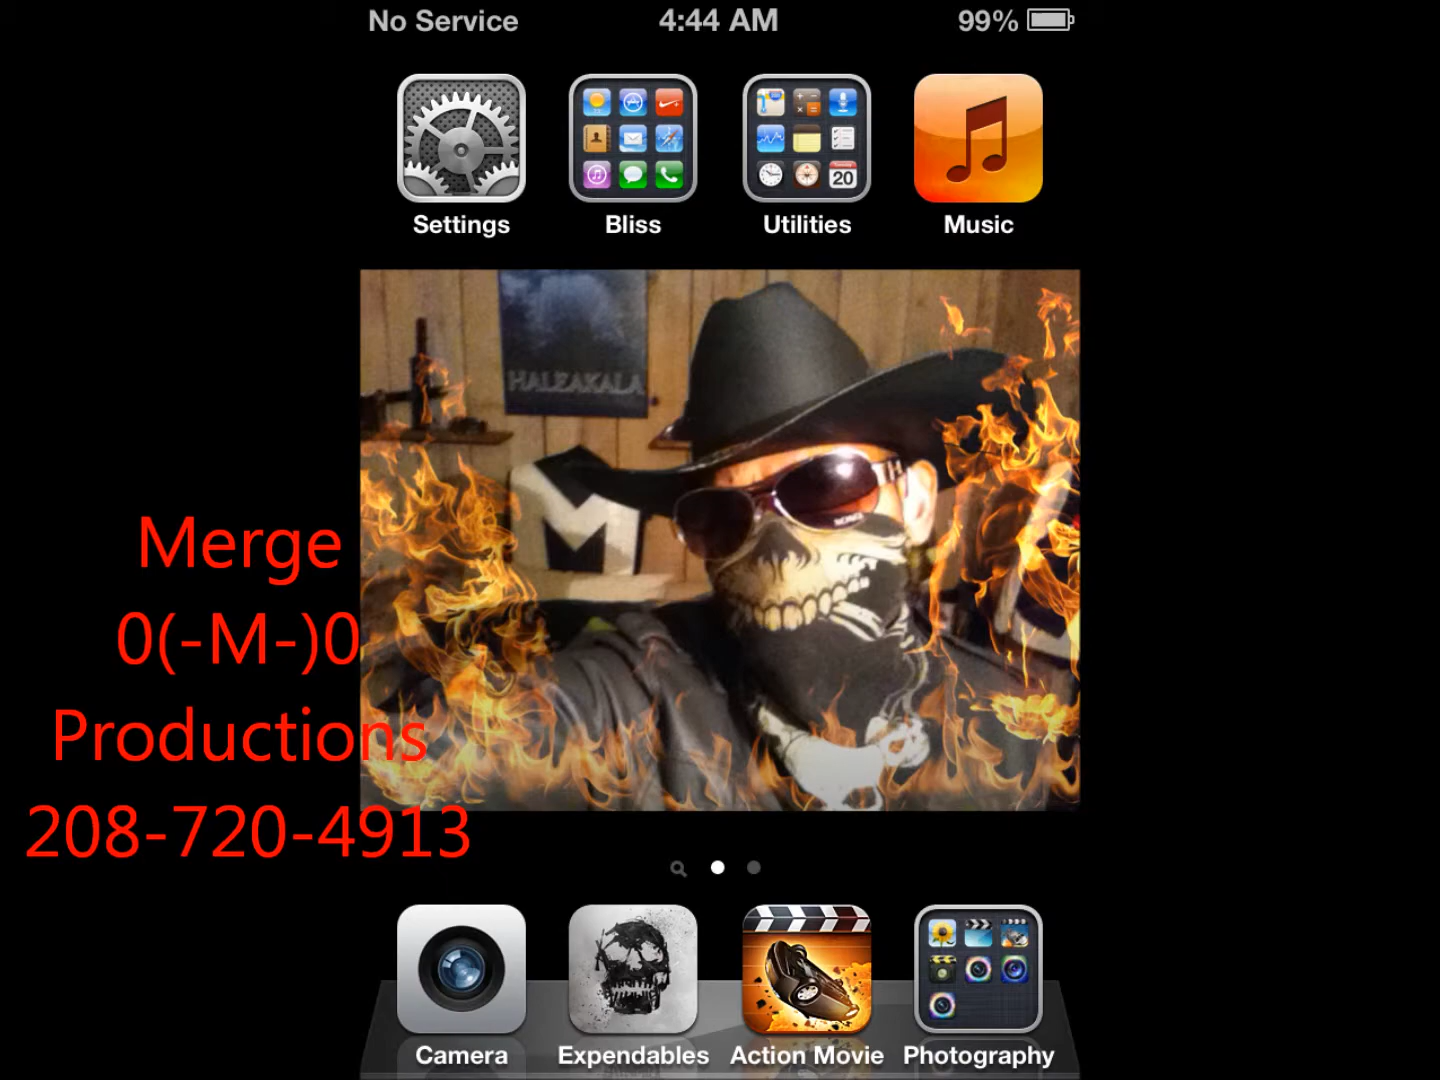 No Service 4:44 AM 99%
20
Settings Bliss Utilities Music
HALEAKALA
M
Merge
0(-M-)0
Productions
208-720-4913
Camera Expendables Action Movie Photography